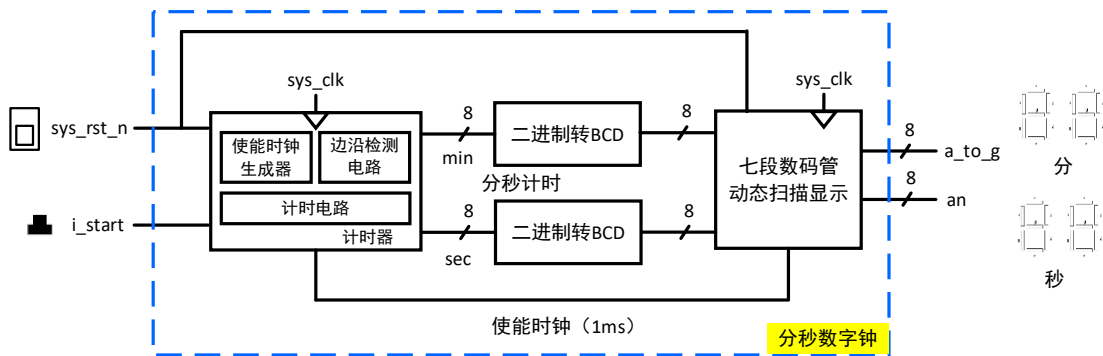 sys_clk
sys_clk
sys_rst_n
使能时钟
生成器
边沿检测
电路
计时电路
计时器
i_start
8
min
分秒计时
8
sec
二进制转BCD
二进制转BCD
8
8
七段数码管
动态扫描显示
8
a_to_g
8
an
分
秒
使能时钟（1ms）
分秒数字钟